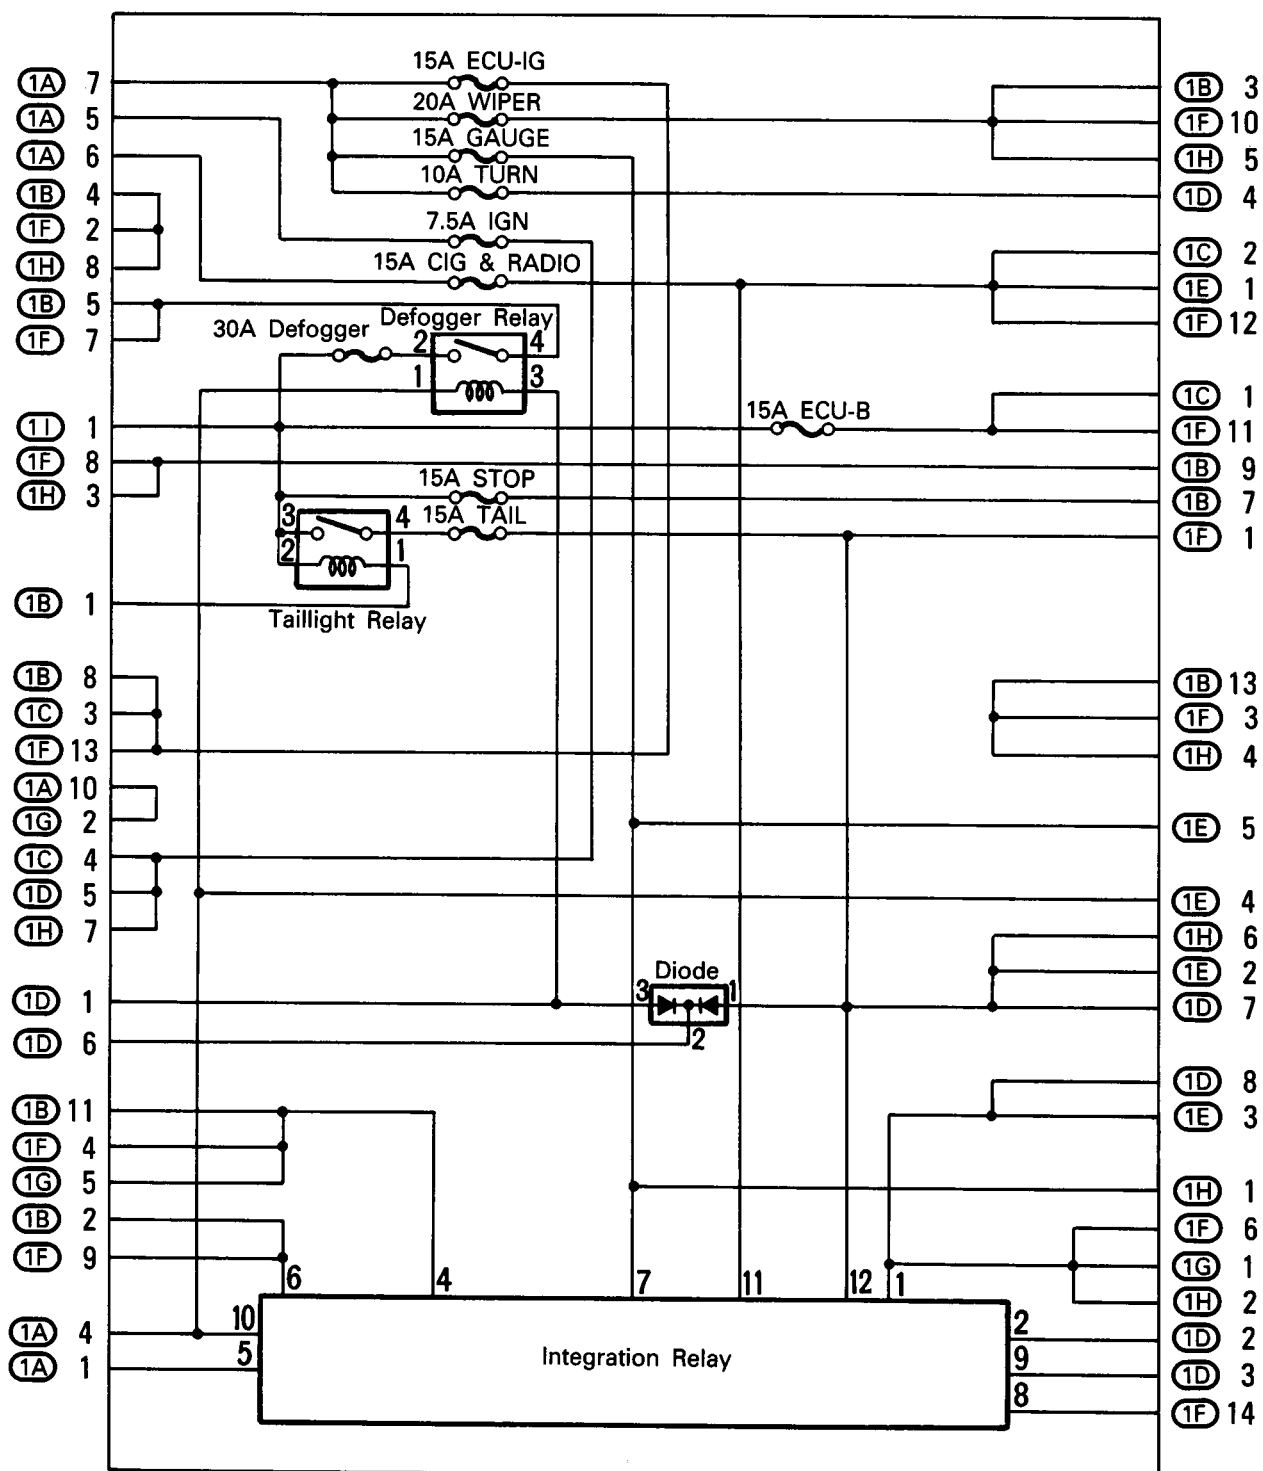 15A ECU-IG
1A 7
1B 3
20A WIPER
1A 5
1F 10
15A GAUGE
1A 6
1H 5
10A TURN
1B 4
1D 4
7.5A IGN
1F 2
1C 2
15A CIG & RADIO
1H 8
1E 1
1B 5
1F 12
30A Defogger
Defogger Relay
2 4
1F 7
1 3
1C 1
15A ECU-B
1I 1
1F 11
1F 8
1B 9
15A STOP
1H 3
1B 7
15A TAIL
3 4
1F 1
2 1
1B 1
Taillight Relay
1B 8
1B 13
1C 3
1F 3
1F 13
1H 4
1A 10
1G 2
1E 5
1C 4
1D 5
1E 4
1H 7
1H 6
Diode
1E 2
3 1
1D 1
1D 7
2
1D 6
1D 8
1B 11
1E 3
1F 4
1G 5
1H 1
1B 2
1F 6
1F 9
1G 1
6 4 7 11 12 1
1H 2
10
1A 4
2
1D 2
5
1A 1
Integration Relay
9
1D 3
8
1F 14